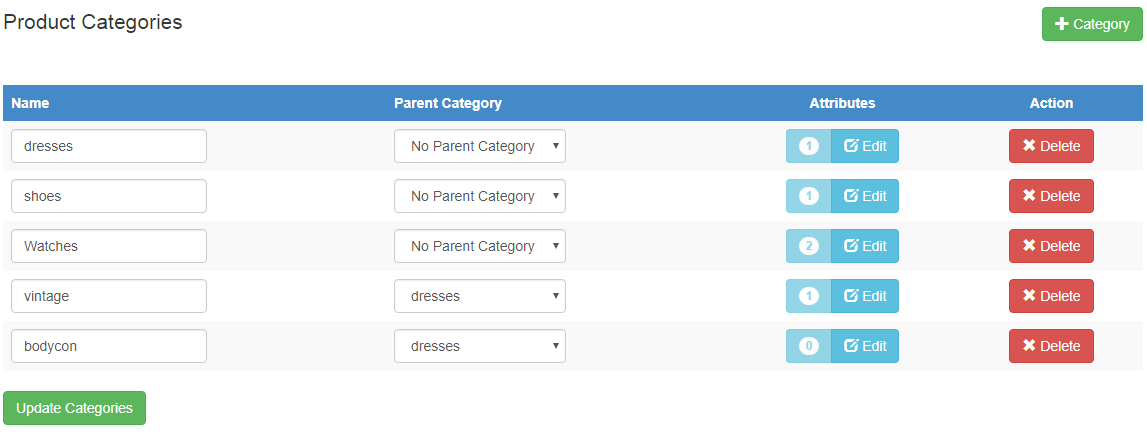 Product Categories
Category
Name Parent Category Attributes Action
dresses No Parent Category 1 Edit Delete
shoes No Parent Category 1 Edit Delete
Watches No Parent Category 2 Edit Delete
vintage dresses 1 Edit Delete
bodycon dresses 0 Edit Delete
Update Categories